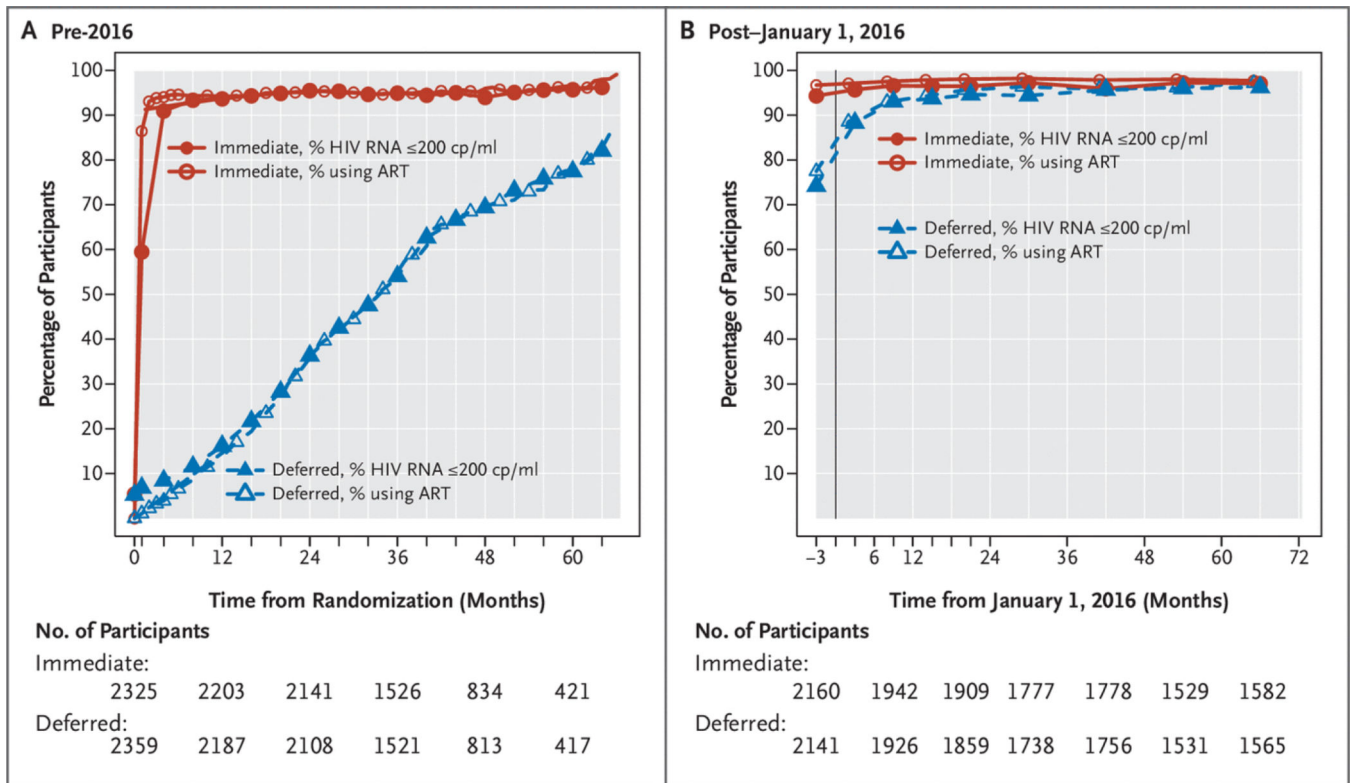 A Pre-2016
100
90
80
70
60
50
40
30
20
10
Percentage of Participants
Immediate, % HIV RNA ≤200 cp/ml
Immediate, % using ART
Deferred, % HIV RNA ≤200 cp/ml
Deferred, % using ART
0 12 24 36 48 60
Time from Randomization (Months)
No. of Participants
Immediate:
2325 2203 2141 1526 834 421
Deferred:
2359 2187 2108 1521 813 417
B Post–January 1, 2016
100
90
80
70
60
50
40
30
20
10
Percentage of Participants
Immediate, % HIV RNA ≤200 cp/ml
Immediate, % using ART
Deferred, % HIV RNA ≤200 cp/ml
Deferred, % using ART
−3 6 12 24 36 48 60 72
Time from January 1, 2016 (Months)
No. of Participants
Immediate:
2160 1942 1909 1777 1778 1529 1582
Deferred:
2141 1926 1859 1738 1756 1531 1565